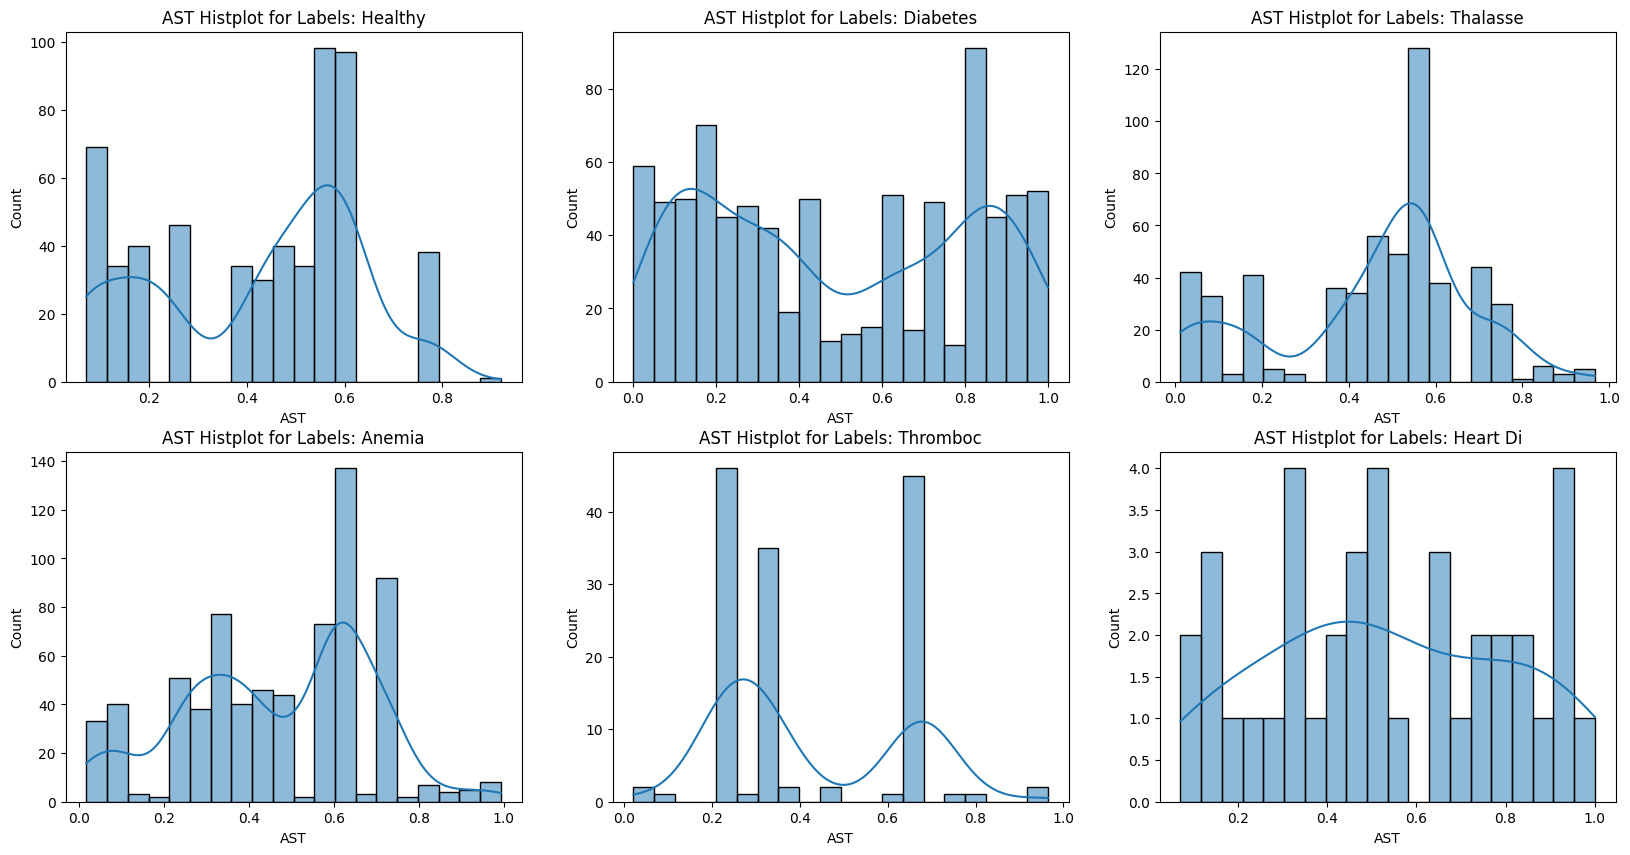 AST Histplot for Labels: Healthy
100
80
60
40
20
0
Count
0.2 0.4 0.6 0.8
AST
AST Histplot for Labels: Diabetes
80
60
40
20
0
Count
0.0 0.2 0.4 0.6 0.8 1.0
AST
AST Histplot for Labels: Thalasse
120
100
80
60
40
20
0
Count
0.0 0.2 0.4 0.6 0.8 1.0
AST
AST Histplot for Labels: Anemia
140
120
100
80
60
40
20
0
Count
0.0 0.2 0.4 0.6 0.8 1.0
AST
AST Histplot for Labels: Thromboc
40
30
20
10
0
Count
0.0 0.2 0.4 0.6 0.8 1.0
AST
AST Histplot for Labels: Heart Di
4.0
3.5
3.0
2.5
2.0
1.5
1.0
0.5
0.0
Count
0.2 0.4 0.6 0.8 1.0
AST